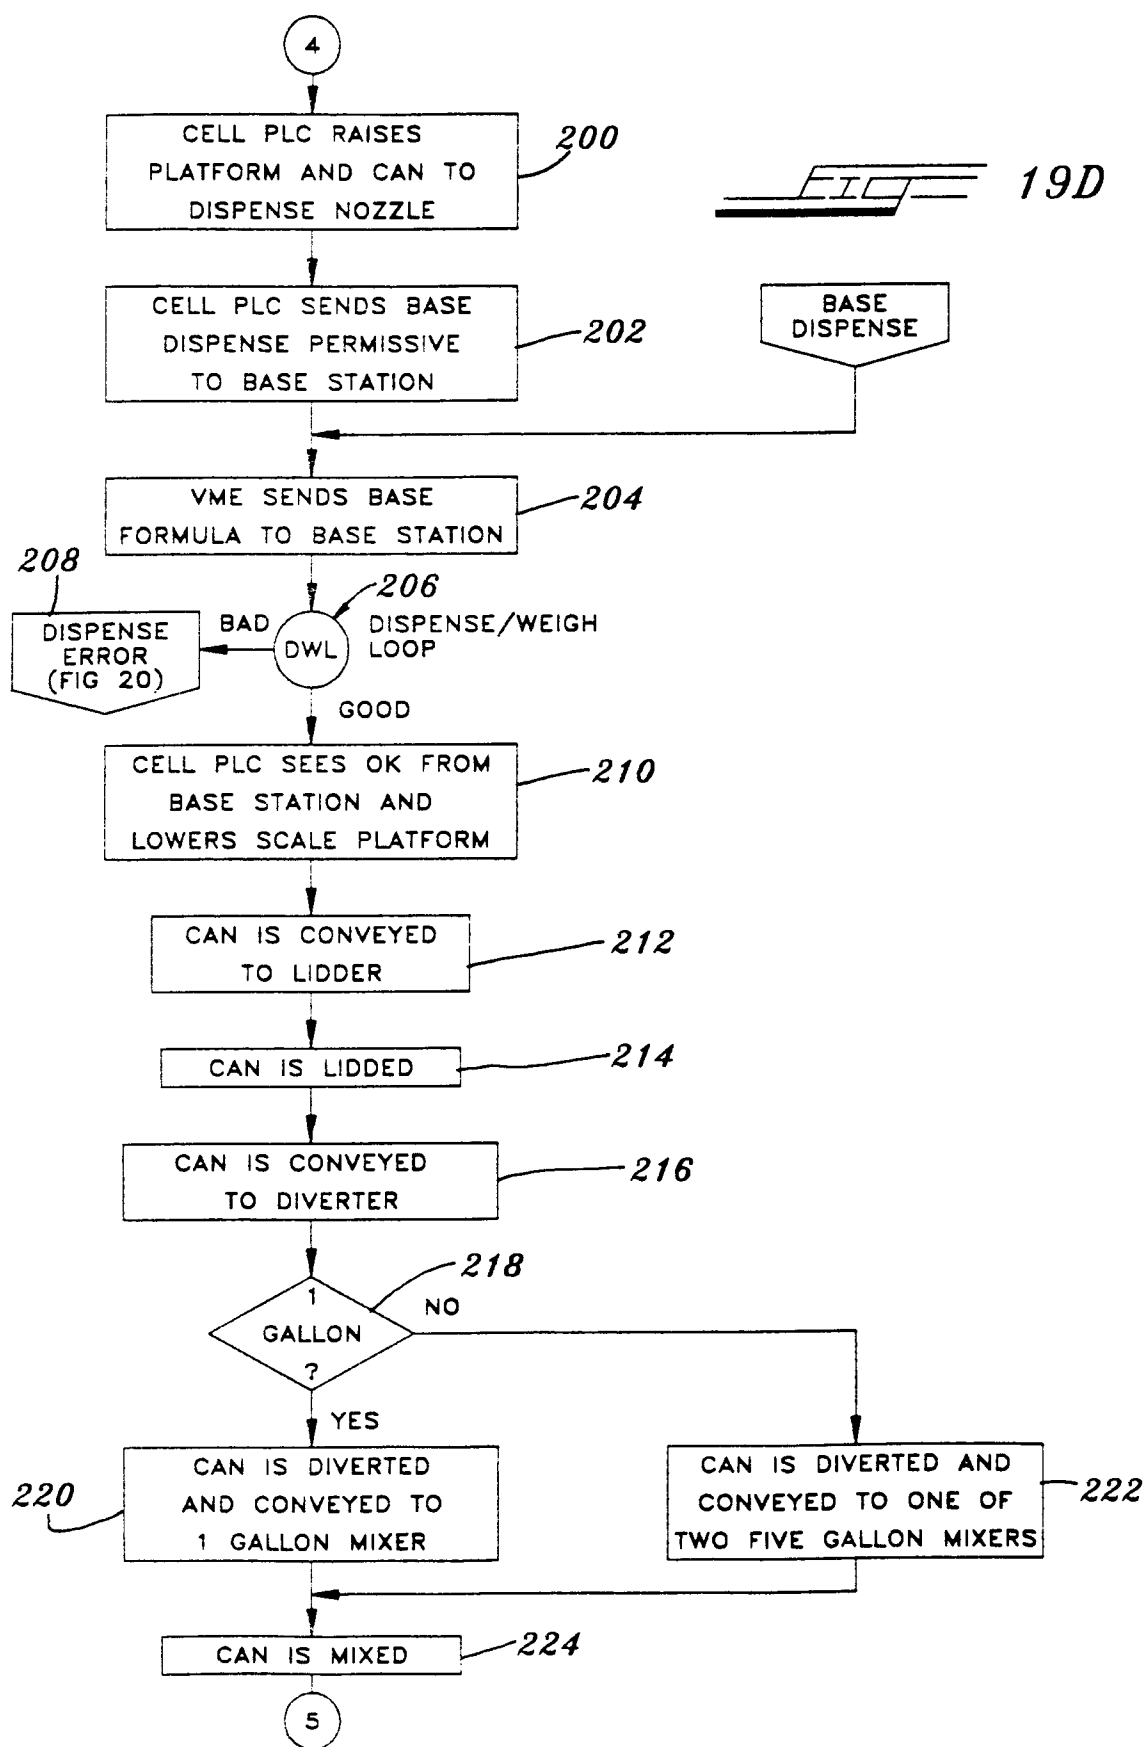 4
CELL PLC RAISES
PLATFORM AND CAN TO
DISPENSE NOZZLE
200
FIG 19D
CELL PLC SENDS BASE
DISPENSE PERMISSIVE
TO BASE STATION
202
BASE
DISPENSE
VME SENDS BASE
FORMULA TO BASE STATION
204
208
206
DISPENSE
ERROR
(FIG 20)
BAD
DWL
DISPENSE/WEIGH
LOOP
GOOD
CELL PLC SEES OK FROM
BASE STATION AND
LOWERS SCALE PLATFORM
210
CAN IS CONVEYED
TO LIDDER
212
CAN IS LIDDED
214
CAN IS CONVEYED
TO DIVERTER
216
218
1
GALLON
?
NO
YES
CAN IS DIVERTED
AND CONVEYED TO
1 GALLON MIXER
220
CAN IS DIVERTED AND
CONVEYED TO ONE OF
TWO FIVE GALLON MIXERS
222
CAN IS MIXED
224
5